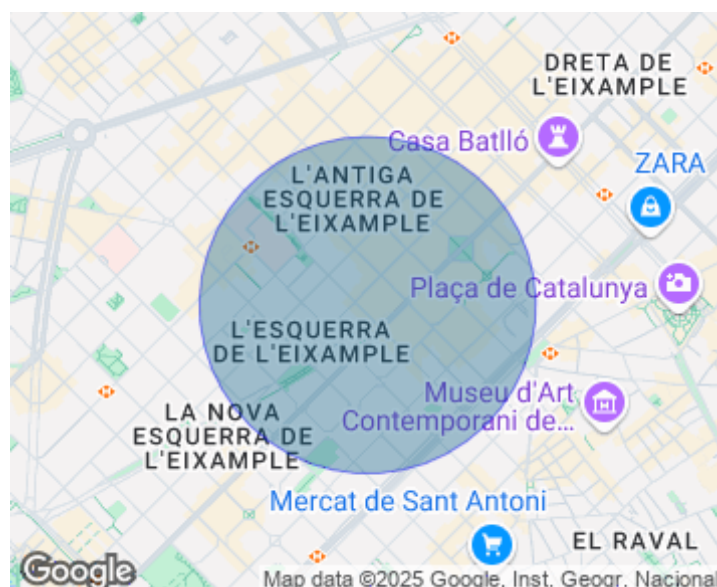 DRETA DE
L'EIXAMPLE
Casa Batlló
ZARA
L'ANTIGA
ESQUERRA DE
L'EIXAMPLE
Plaça de Catalunya
L'ESQUERRA
DE L'EIXAMPLE
Museu d'Art
Contemporani de...
LA NOVA
ESQUERRA DE
L'EIXAMPLE
Mercat de Sant Antoni
EL RAVAL
Google
Map data ©2025 Google, Inst. Geogr. Nacional